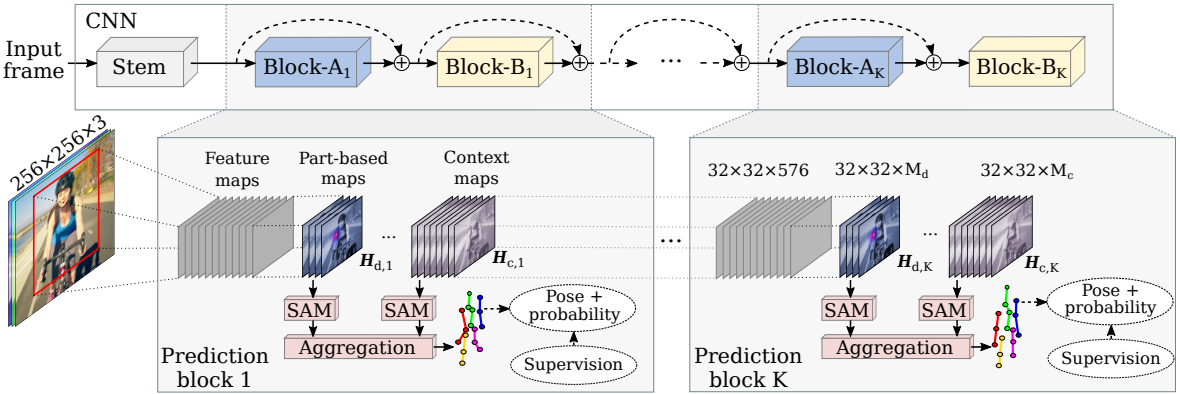 CNN
Input
frame
Stem
Block-A1
Block-B1
...
Block-AK
Block-BK
256×256×3
Feature
maps
Part-based
maps
Context
maps
...
Hd,1
Hc,1
SAM
SAM
Aggregation
Pose +
probability
Supervision
Prediction
block 1
...
32×32×576
32×32×Md
32×32×Mc
...
Hd,K
Hc,K
SAM
SAM
Aggregation
Pose +
probability
Supervision
Prediction
block K